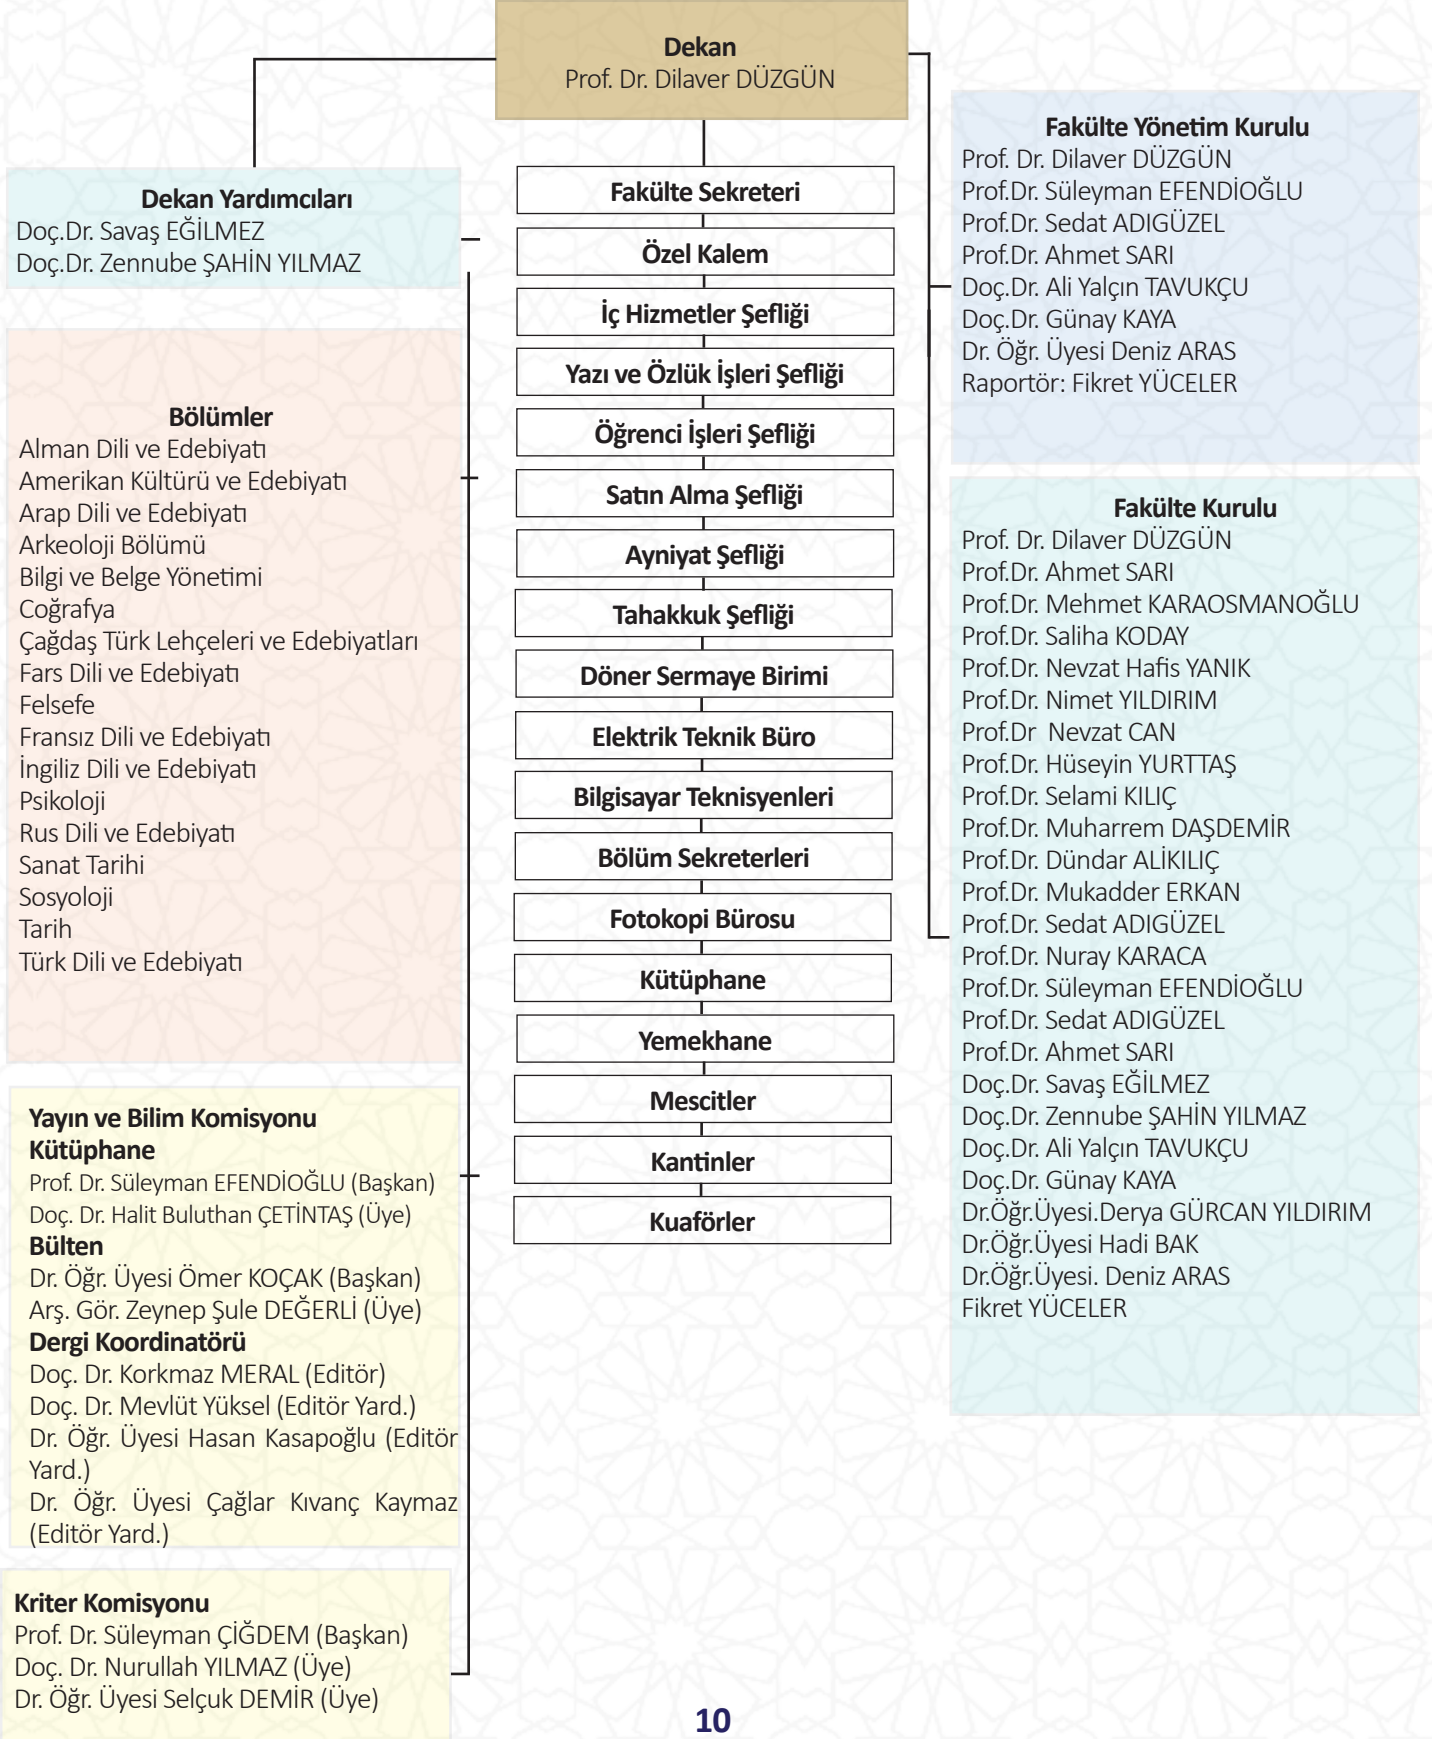 Dekan
Prof. Dr. Dilaver DÜZGÜN
Dekan Yardımcıları
Doç.Dr. Savaş EĞİLMEZ
Doç.Dr. Zennube ŞAHİN YILMAZ
Bölümler
Alman Dili ve Edebiyatı
Amerikan Kültürü ve Edebiyatı
Arap Dili ve Edebiyatı
Arkeoloji Bölümü
Bilgi ve Belge Yönetimi
Coğrafya
Çağdaş Türk Lehçeleri ve Edebiyatları
Fars Dili ve Edebiyatı
Felsefe
Fransız Dili ve Edebiyatı
İngiliz Dili ve Edebiyatı
Psikoloji
Rus Dili ve Edebiyatı
Sanat Tarihi
Sosyoloji
Tarih
Türk Dili ve Edebiyatı
Yayın ve Bilim Komisyonu
Kütüphane
Prof. Dr. Süleyman EFENDİOĞLU (Başkan)
Doç. Dr. Halit Buluthan ÇETİNTAŞ (Üye)
Bülten
Dr. Öğr. Üyesi Ömer KOÇAK (Başkan)
Arş. Gör. Zeynep Şule DEĞERLİ (Üye)
Dergi Koordinatörü
Doç. Dr. Korkmaz MERAL (Editör)
Doç. Dr. Mevlüt Yüksel (Editör Yard.)
Dr. Öğr. Üyesi Hasan Kasapoğlu (Editör
Yard.)
Dr. Öğr. Üyesi Çağlar Kıvanç Kaymaz
(Editör Yard.)
Kriter Komisyonu
Prof. Dr. Süleyman ÇİĞDEM (Başkan)
Doç. Dr. Nurullah YILMAZ (Üye)
Dr. Öğr. Üyesi Selçuk DEMİR (Üye)
Fakülte Sekreteri
Özel Kalem
İç Hizmetler Şefliği
Yazı ve Özlük İşleri Şefliği
Öğrenci İşleri Şefliği
Satın Alma Şefliği
Ayniyat Şefliği
Tahakkuk Şefliği
Döner Sermaye Birimi
Elektrik Teknik Büro
Bilgisayar Teknisyenleri
Bölüm Sekreterleri
Fotokopi Bürosu
Kütüphane
Yemekhane
Mescitler
Kantinler
Kuaförler
Fakülte Yönetim Kurulu
Prof. Dr. Dilaver DÜZGÜN
Prof.Dr. Süleyman EFENDİOĞLU
Prof.Dr. Sedat ADIGÜZEL
Prof.Dr. Ahmet SARI
Doç.Dr. Ali Yalçın TAVUKÇU
Doç.Dr. Günay KAYA
Dr. Öğr. Üyesi Deniz ARAS
Raportör: Fikret YÜCELER
Fakülte Kurulu
Prof. Dr. Dilaver DÜZGÜN
Prof.Dr. Ahmet SARI
Prof.Dr. Mehmet KARAOSMANOĞLU
Prof.Dr. Saliha KODAY
Prof.Dr. Nevzat Hafis YANIK
Prof.Dr. Nimet YILDIRIM
Prof.Dr  Nevzat CAN
Prof.Dr. Hüseyin YURTTAŞ
Prof.Dr. Selami KILIÇ
Prof.Dr. Muharrem DAŞDEMİR
Prof.Dr. Dündar ALİKILIÇ
Prof.Dr. Mukadder ERKAN
Prof.Dr. Sedat ADIGÜZEL
Prof.Dr. Nuray KARACA
Prof.Dr. Süleyman EFENDİOĞLU
Prof.Dr. Sedat ADIGÜZEL
Prof.Dr. Ahmet SARI
Doç.Dr. Savaş EĞİLMEZ
Doç.Dr. Zennube ŞAHİN YILMAZ
Doç.Dr. Ali Yalçın TAVUKÇU
Doç.Dr. Günay KAYA
Dr.Öğr.Üyesi.Derya GÜRCAN YILDIRIM
Dr.Öğr.Üyesi Hadi BAK
Dr.Öğr.Üyesi. Deniz ARAS
Fikret YÜCELER
10